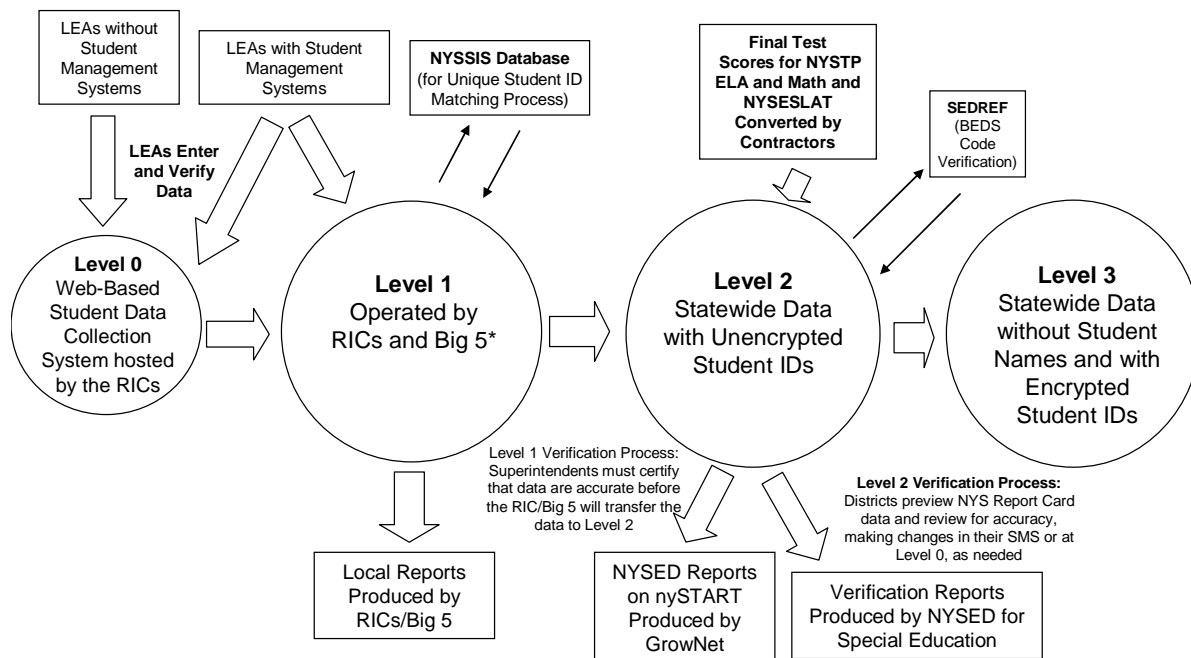 LEAs without
Student
Management
Systems
LEAs with Student
Management
Systems
NYSSIS Database
(for Unique Student ID
Matching Process)
Final Test
Scores for NYSTP
ELA and Math and
NYSESLAT
Converted by
Contractors
SEDREF
(BEDS
Code
Verification)
LEAs Enter
and Verify
Data
Level 0
Web-Based
Student Data
Collection
System hosted
by the RICs
Level 1
Operated by
RICs and Big 5*
Level 2
Statewide Data
with Unencrypted
Student IDs
Level 3
Statewide Data
without Student
Names and with
Encrypted
Student IDs
Level 1 Verification Process:
Superintendents must certify
that data are accurate before
the RIC/Big 5 will transfer the
data to Level 2
Level 2 Verification Process:
Districts preview NYS Report Card
data and review for accuracy,
making changes in their SMS or at
Level 0, as needed
Local Reports
Produced by
RICs/Big 5
NYSED Reports
on nySTART
Produced by
GrowNet
Verification Reports
Produced by NYSED for
Special Education